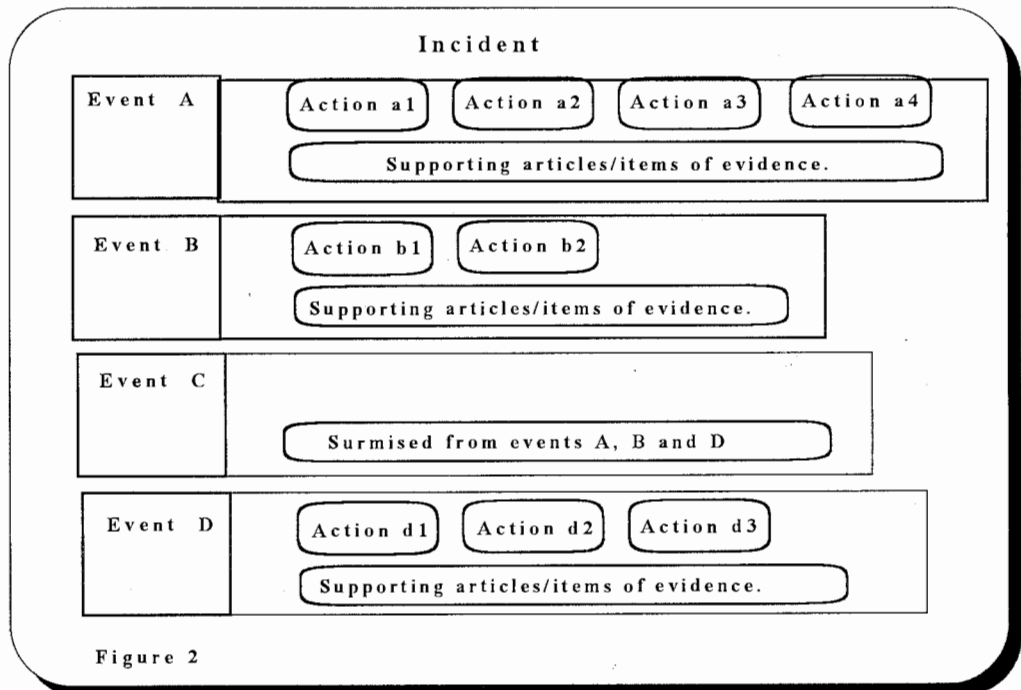 Incident
Event A
Action a1 Action a2 Action a3 Action a4
Supporting articles/items of evidence.
Event B
Action b1 Action b2
Supporting articles/items of evidence.
Event C
Surmised from events A, B and D
Event D
Action d1 Action d2 Action d3
Supporting articles/items of evidence.
Figure 2